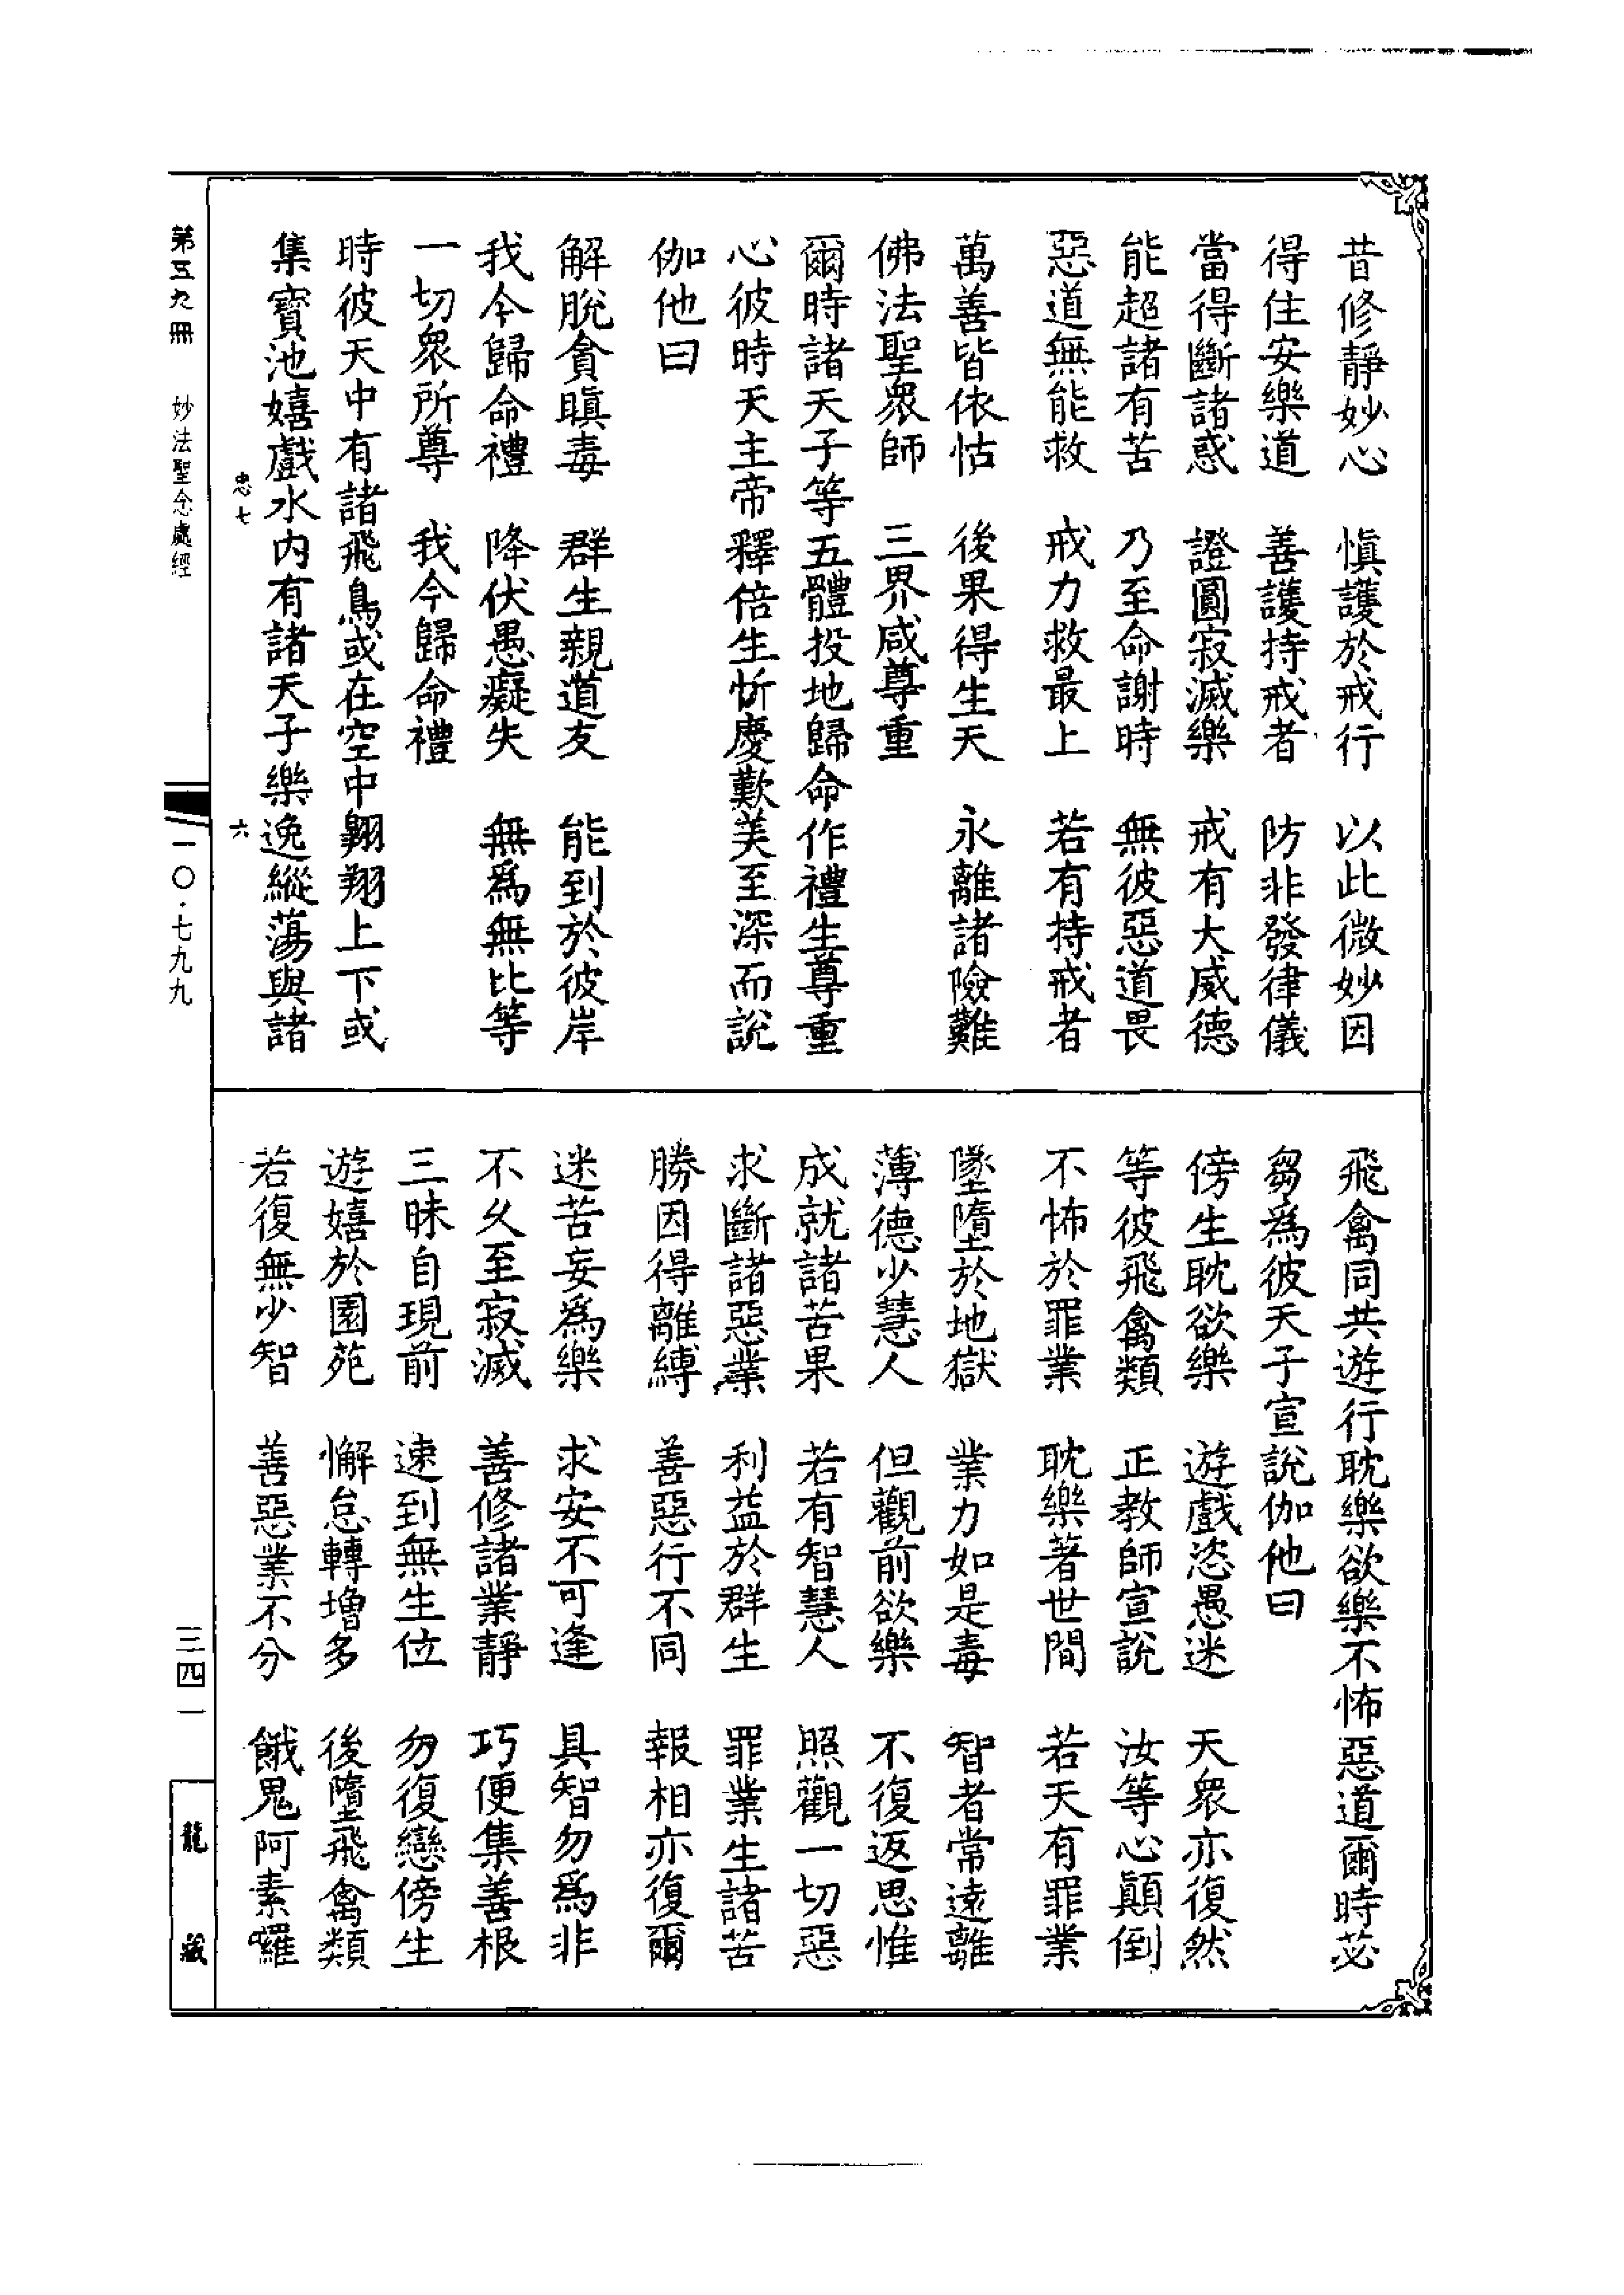 昔修靜妙心　慎護於戒行　以此微妙因
得住安樂道　善護持戒者　防非發律儀
當得斷諸惑　證圓寂滅樂　戒有大威德
能超諸有苦　乃至命謝時　無彼惡道畏
惡道無能救　戒力救最上　若有持戒者
萬善皆依怙　後果得生天　永離諸險難
佛法聖眾師　三界咸尊重
爾時諸天子等五體投地歸命作禮生尊重
心彼時天主帝釋倍生忻慶歎美至深而說
伽他曰
解脫貪瞋毒　群生親道友　能到於彼岸
我今歸命禮　降伏愚癡失　無為無比等
一切眾所尊　我今歸命禮
時彼天中有諸飛鳥或在空中翱翔上下或
集寶池嬉戲水內有諸天子樂逸縱蕩與諸
飛禽同共遊行耽樂欲樂不怖惡道爾時苾
芻為彼天子宣說伽他曰
傍生耽欲樂　遊戲恣愚迷　天眾亦復然
等彼飛禽類　正教師宣說　汝等心顛倒
不怖於罪業　耽樂著世間　若天有罪業
墜墮於地獄　業力如是毒　智者常遠離
薄德少慧人　但觀前欲樂　不復返思惟
成就諸苦果　若有智慧人　照觀一切惡
求斷諸惡業　利益於群生　罪業生諸苦
勝因得離縛　善惡行不同　報相亦復爾
迷苦妄為樂　求安不可逢　具智勿為非
不久至寂滅　善修諸業靜　巧便集善根
三昧自現前　速到無生位　勿復戀傍生
遊嬉於園苑　懈怠轉增多　後墮飛禽類
若復無少智　善惡業不分　餓鬼阿素囉
忠七　六
第五九冊　妙法聖念處經　一〇·七九九　三四一　龍藏